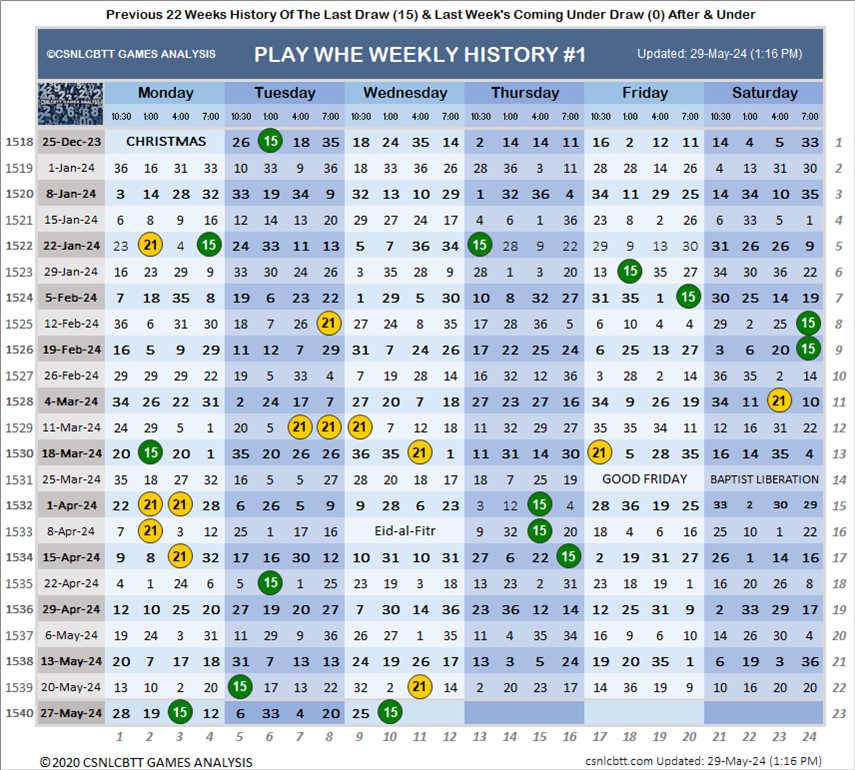 Previous 22 Weeks History Of The Last Draw (15) & Last Week's Coming Under Draw (0) After & Under
©CSNLCBTT GAMES ANALYSIS PLAY WHE WEEKLY HISTORY #1 Updated: 29-May-24 (1:16 PM)
Monday Tuesday Wednesday Thursday Friday Saturday
CSNLCBTT GAMES ANALYSIS 10:30 1:00 4:00 7:00 10:30 1:00 4:00 7:00 10:30 1:00 4:00 7:00 10:30 1:00 4:00 7:00 10:30 1:00 4:00 7:00 10:30 1:00 4:00 7:00
1518 25-Dec-23 CHRISTMAS 26 15 18 35 18 24 35 14 2 14 14 11 16 2 12 11 14 4 5 33 1
1519 1-Jan-24 36 16 31 33 10 33 9 36 18 33 36 26 28 36 3 11 28 28 14 26 4 13 31 30 2
1520 8-Jan-24 3 14 28 32 33 19 34 9 32 13 10 29 1 32 36 4 34 11 29 25 14 34 10 35 3
1521 15-Jan-24 6 8 9 16 12 14 13 20 29 27 24 17 4 6 1 36 23 8 2 26 6 33 5 1 4
1522 22-Jan-24 23 21 4 15 24 33 11 13 5 7 36 34 15 28 9 22 29 9 13 30 31 26 26 9 5
1523 29-Jan-24 16 23 29 9 33 30 24 26 3 35 28 9 28 1 3 20 13 15 35 27 34 30 36 22 6
1524 5-Feb-24 7 18 35 8 19 6 23 22 1 29 5 30 10 8 32 27 31 35 1 15 30 25 14 19 7
1525 12-Feb-24 36 6 31 30 18 7 26 21 27 24 8 35 17 28 36 5 6 10 4 4 29 2 25 15 8
1526 19-Feb-24 16 5 9 29 11 12 7 29 31 7 24 26 17 22 25 24 6 25 13 27 3 6 20 15 9
1527 26-Feb-24 29 29 29 22 19 5 33 4 7 19 28 14 16 32 12 36 3 28 2 14 36 35 2 14 10
1528 4-Mar-24 34 26 22 31 2 24 17 7 27 20 7 18 27 23 27 16 34 9 26 19 34 11 21 10 11
1529 11-Mar-24 24 29 5 1 20 5 21 21 21 7 12 18 11 32 29 27 35 35 34 11 12 16 31 22 12
1530 18-Mar-24 20 15 20 1 35 20 26 26 36 35 21 1 11 31 14 30 21 5 28 35 16 14 35 4 13
1531 25-Mar-24 35 18 27 32 16 5 5 27 28 20 18 17 18 7 25 19 GOOD FRIDAY BAPTIST LIBERATION 14
1532 1-Apr-24 22 21 21 28 6 26 5 9 9 28 6 23 3 12 15 4 28 36 19 25 33 2 30 29 15
1533 8-Apr-24 7 21 3 12 25 1 17 16 Eid-al-Fitr 9 32 15 20 18 4 6 16 25 10 1 22 16
1534 15-Apr-24 9 8 21 32 17 16 30 12 10 31 10 31 27 6 22 15 2 19 31 27 26 1 14 16 17
1535 22-Apr-24 4 1 24 6 5 15 1 25 23 19 3 18 13 23 2 31 23 18 19 1 16 20 26 8 18
1536 29-Apr-24 12 10 25 20 27 19 20 27 7 30 14 36 23 36 12 14 12 25 31 9 2 33 29 17 19
1537 6-May-24 19 24 3 31 11 29 9 36 26 27 1 35 11 4 35 34 16 9 6 10 14 26 30 4 20
1538 13-May-24 20 7 17 18 31 7 13 13 24 19 26 17 13 3 5 24 19 20 35 1 6 19 3 36 21
1539 20-May-24 13 10 2 20 15 17 13 22 32 2 21 14 2 20 23 17 14 36 19 9 10 16 20 20 22
1540 27-May-24 28 19 15 12 6 33 4 20 25 15 23
1 2 3 4 5 6 7 8 9 10 11 12 13 14 15 16 17 18 19 20 21 22 23 24
©2020 CSNLCBTT GAMES ANALYSIS csnlcbtt.com Updated: 29-May-24 (1:16 PM)